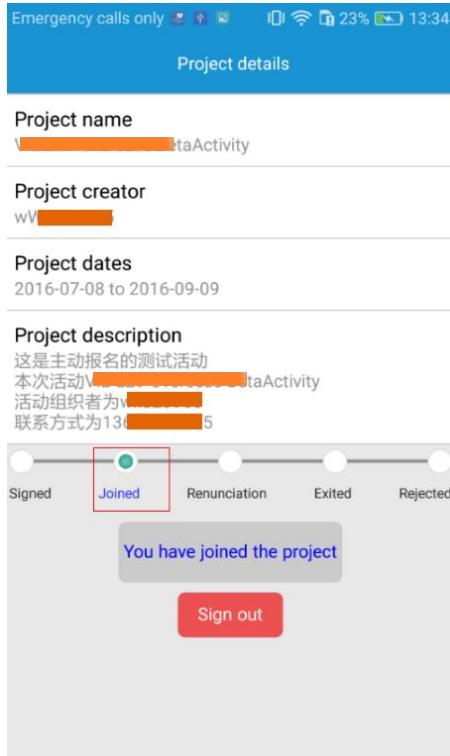 Emergency calls only 23% 13:34
Project details
Project name
etaActivity
Project creator
wW
Project dates
2016-07-08 to 2016-09-09
Project description
这是主动报名的测试活动
本次活动V taActivity
活动组织者为
联系方式为13 5
Signed Joined Renunciation Exited Rejected
You have joined the project
Sign out